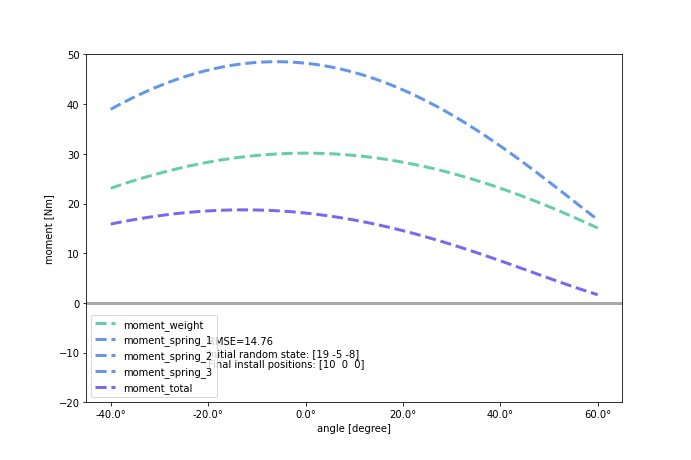 50
40
30
20
10
0
−10
−20
moment [Nm]
moment_weight
moment_spring_1
moment_spring_2
moment_spring_3
moment_total
RMSE=14.76
Initial random state: [19 -5 -8]
Final install positions: [10  0  0]
-40.0°
-20.0°
0.0°
20.0°
40.0°
60.0°
angle [degree]